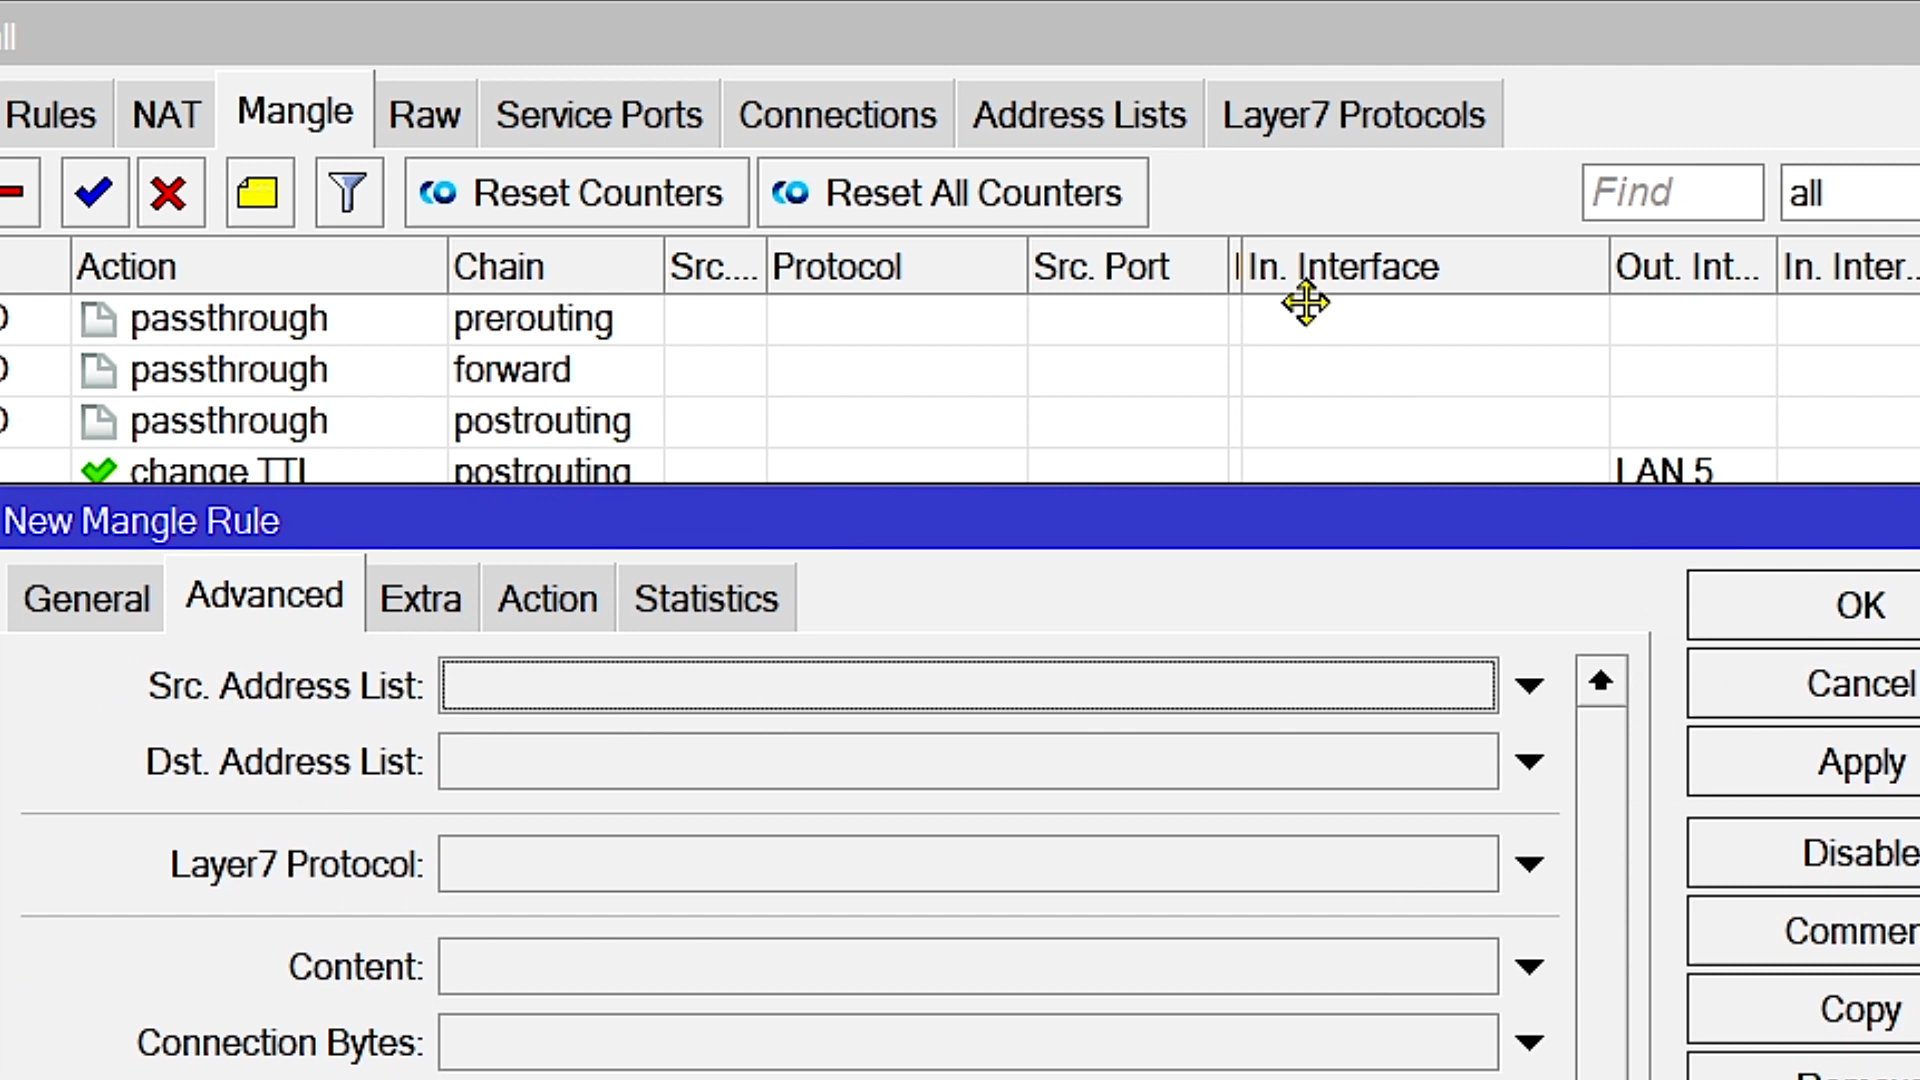 all
Rules NAT Mangle Raw Service Ports Connections Address Lists Layer7 Protocols
Reset Counters Reset All Counters Find all
Action Chain Src.... Protocol Src. Port In. Interface Out. Int... In. Inter...
D passthrough prerouting
D passthrough forward
D passthrough postrouting
change TTL postrouting LAN 5
New Mangle Rule
General Advanced Extra Action Statistics
OK
Src. Address List:
Cancel
Dst. Address List:
Apply
Layer7 Protocol:
Disable
Commen
Content:
Copy
Connection Bytes: